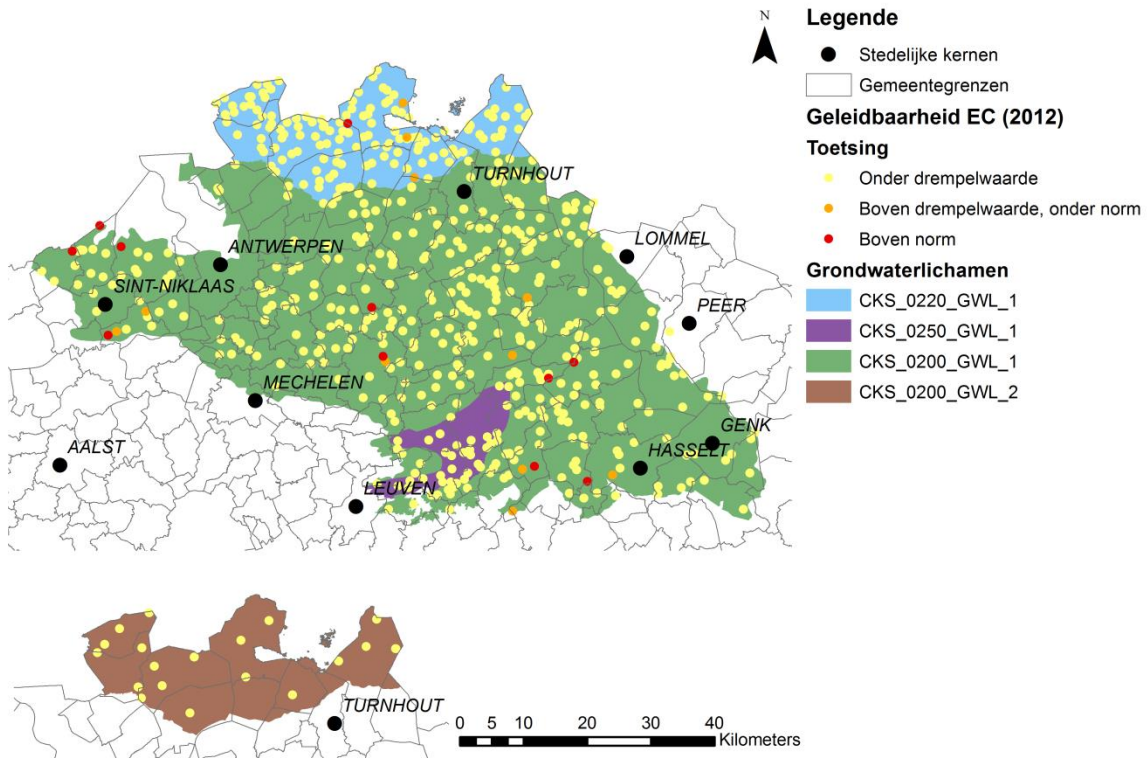 N
Legende
Stedelijke kernen
Gemeentegrenzen
Geleidbaarheid EC (2012)
Toetsing
Onder drempelwaarde
Boven drempelwaarde, onder norm
Boven norm
Grondwaterlichamen
CKS_0220_GWL_1
CKS_0250_GWL_1
CKS_0200_GWL_1
CKS_0200_GWL_2
TURNHOUT
LOMMEL
ANTWERPEN
SINT-NIKLAAS
PEER
MECHELEN
GENK
HASSELT
AALST
LEUVEN
TURNHOUT
0 5 10 20 30 40
Kilometers